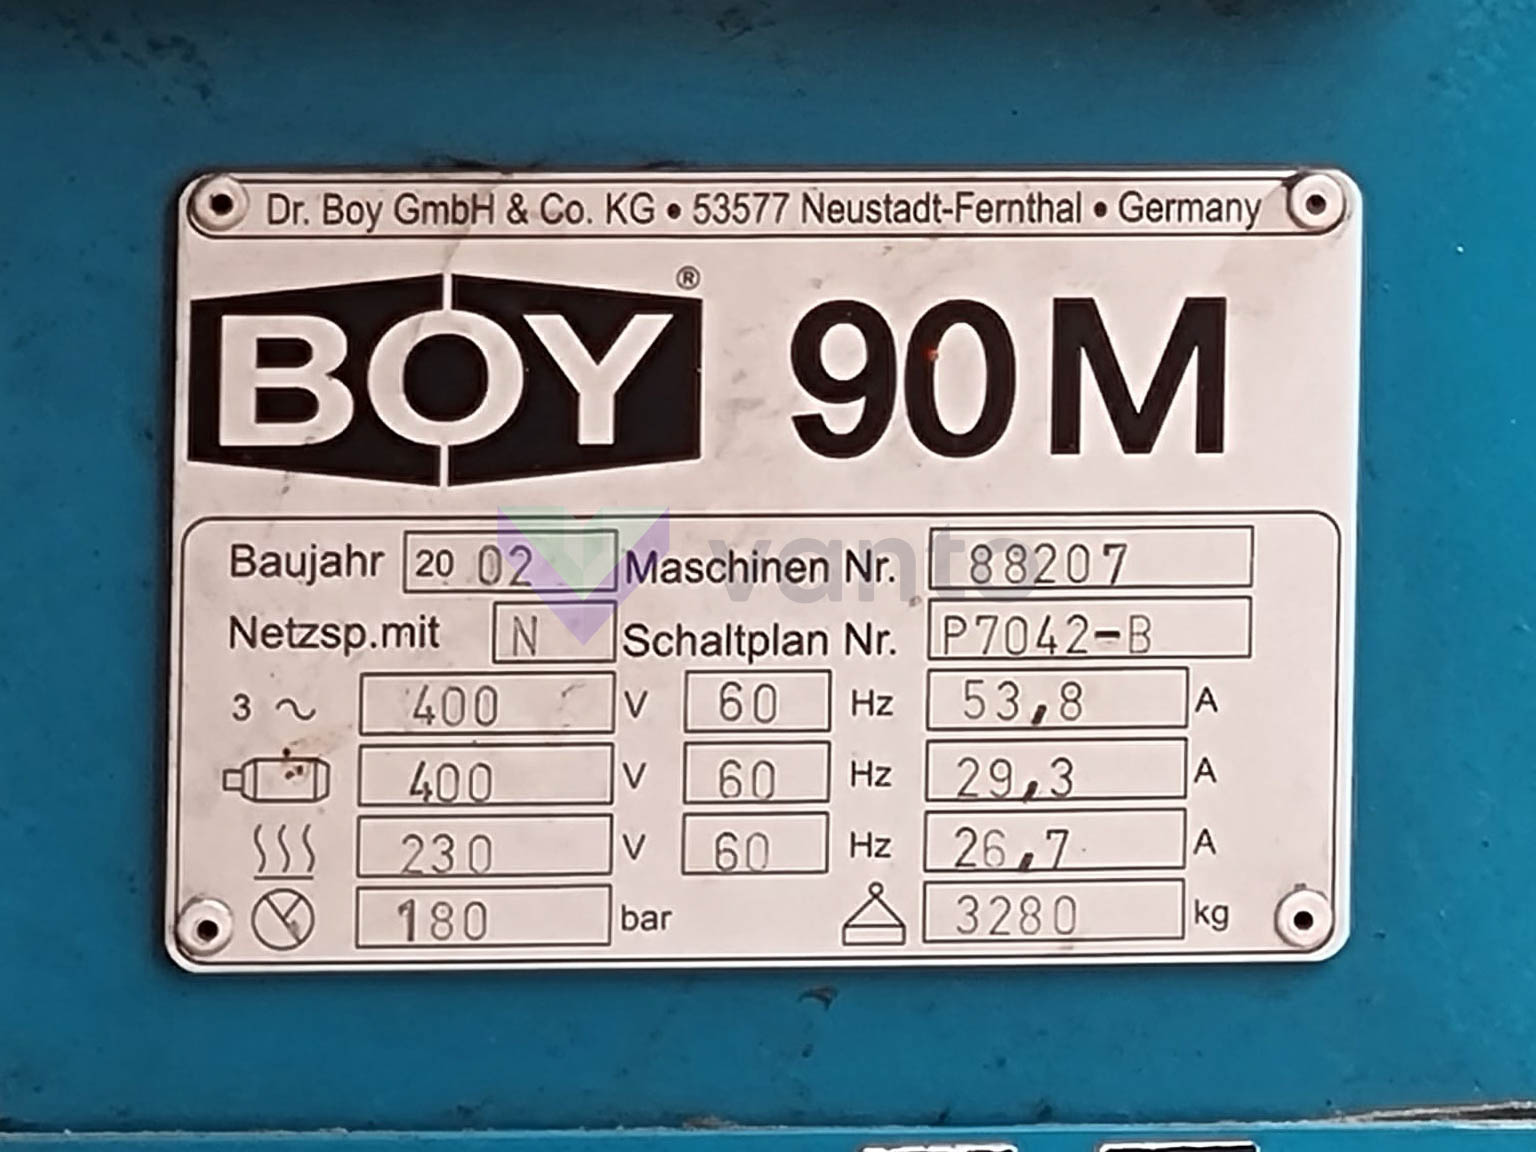 Dr. Boy GmbH & Co. KG • 53577 Neustadt-Fernthal • Germany
BOY ® 90 M
Baujahr 20 02 Maschinen Nr. 88207
Netzsp.mit N Schaltplan Nr. P7042-B
3 ~ 400 V 60 Hz 53,8 A
400 V 60 Hz 29,3 A
230 V 60 Hz 26,7 A
180 bar 3280 kg
vanto